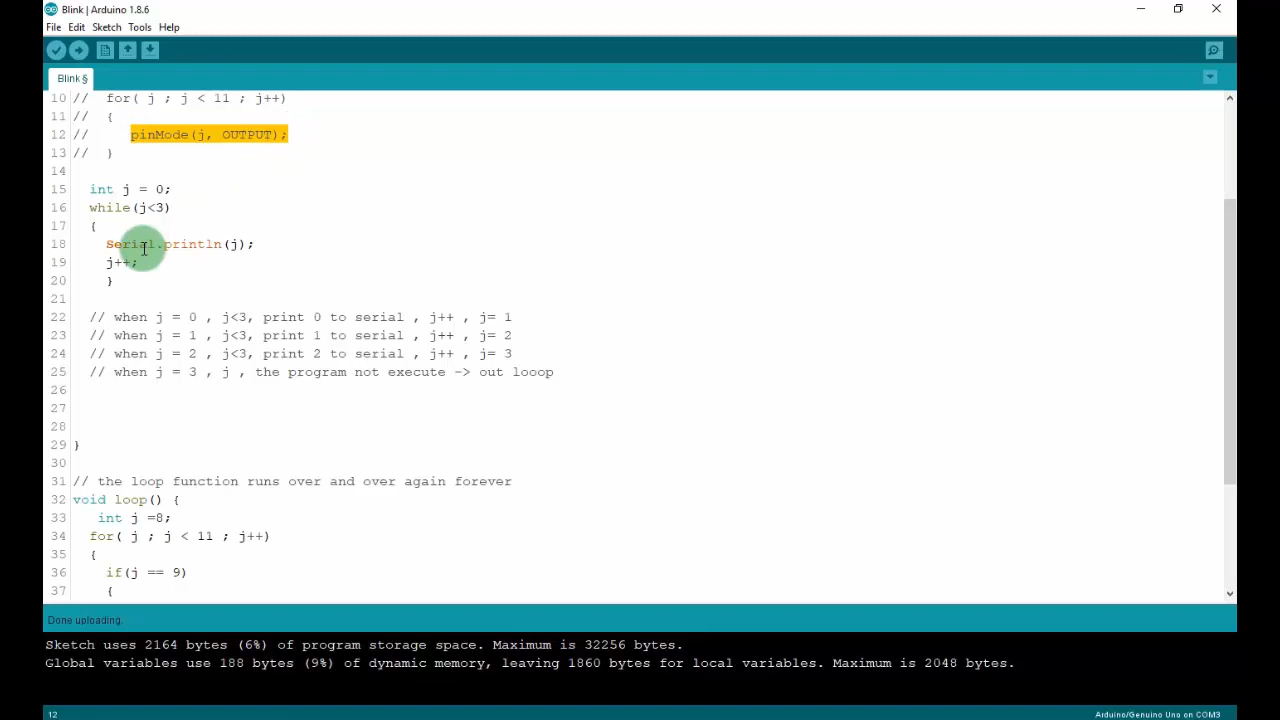 Blink | Arduino 1.8.6
File Edit Sketch Tools Help
Blink §
10 //  for( j ; j < 11 ; j++)
11 //  {
12 //     pinMode(j, OUTPUT);
13 //  }
14
15   int j = 0;
16   while(j<3)
17   {
18     Serial.println(j);
19     j++;
20     }
21
22   // when j = 0 , j<3, print 0 to serial , j++ , j= 1
23   // when j = 1 , j<3, print 1 to serial , j++ , j= 2
24   // when j = 2 , j<3, print 2 to serial , j++ , j= 3
25   // when j = 3 , j , the program not execute -> out looop
26
27
28
29 }
30
31 // the loop function runs over and over again forever
32 void loop() {
33    int j =8;
34   for( j ; j < 11 ; j++)
35   {
36     if(j == 9)
37     {
Done uploading.
Sketch uses 2164 bytes (6%) of program storage space. Maximum is 32256 bytes.
Global variables use 188 bytes (9%) of dynamic memory, leaving 1860 bytes for local variables. Maximum is 2048 bytes.
12 Arduino/Genuino Uno on COM3